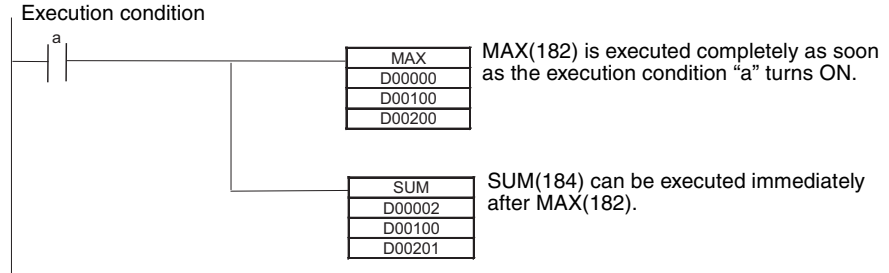 Execution condition
a
MAX
D00000
D00100
D00200
MAX(182) is executed completely as soon
as the execution condition “a” turns ON.
SUM
D00002
D00100
D00201
SUM(184) can be executed immediately
after MAX(182).